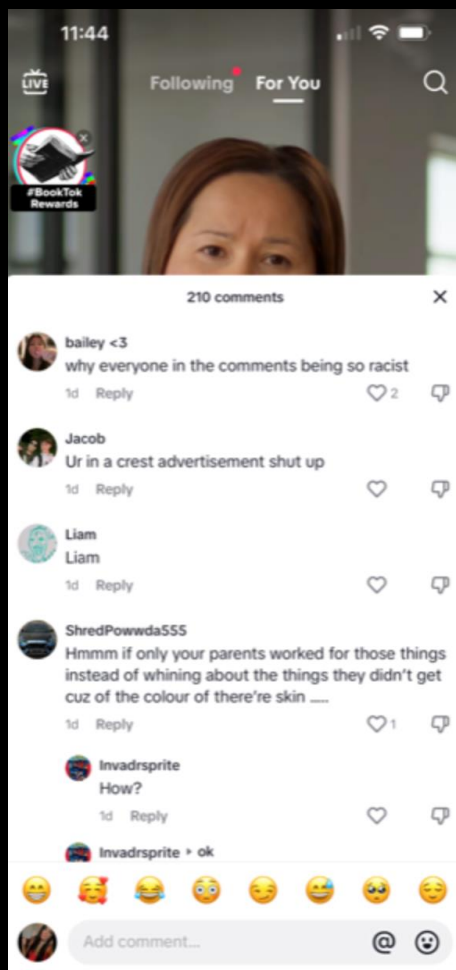 11:44
LIVE
Following
For You
#BookTok
Rewards
210 comments
bailey <3
why everyone in the comments being so racist
1d Reply
2
Jacob
Ur in a crest advertisement shut up
1d Reply
Liam
Liam
1d Reply
ShredPowwda555
Hmmm if only your parents worked for those things
instead of whining about the things they didn't get
cuz of the colour of there're skin .....
1d Reply
1
Invadrsprite
How?
1d Reply
Invadrsprite ▸ ok
Add comment...
@